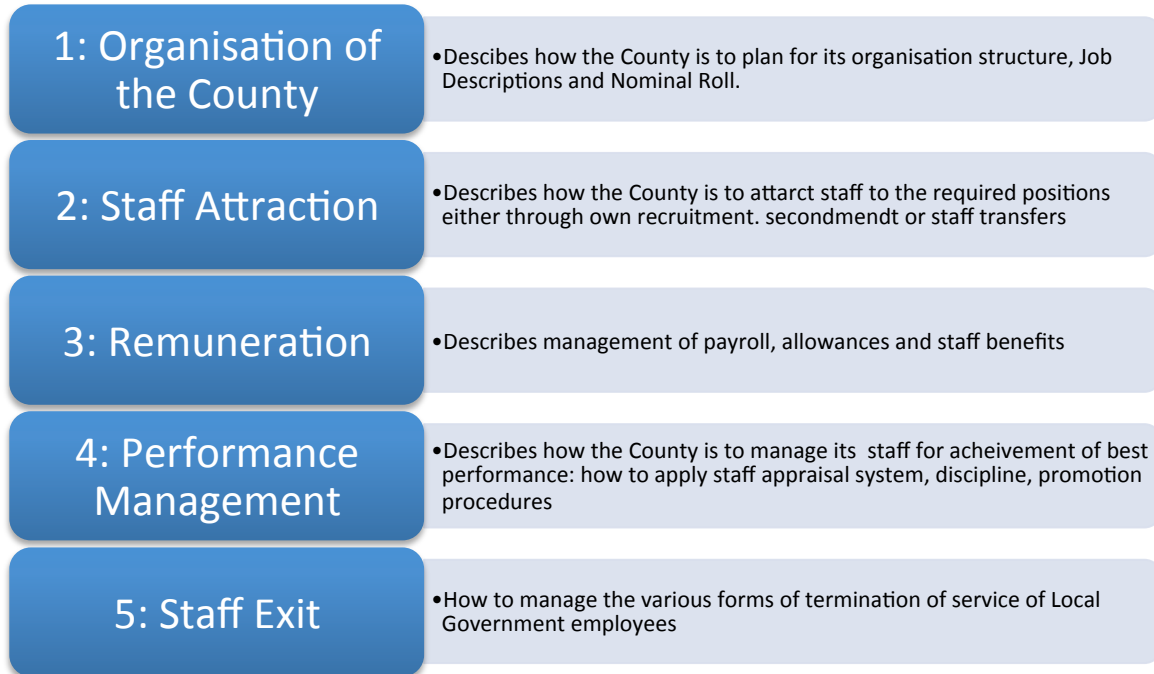 1: Organisation of
the County
•Descibes how the County is to plan for its organisation structure, Job
Descriptions and Nominal Roll.
2: Staff Attraction
•Describes how the County is to attarct staff to the required positions
either through own recruitment. secondmendt or staff transfers
3: Remuneration
•Describes management of payroll, allowances and staff benefits
4: Performance
Management
•Describes how the County is to manage its  staff for acheivement of best
performance: how to apply staff appraisal system, discipline, promotion
procedures
5: Staff Exit
•How to manage the various forms of termination of service of Local
Government employees